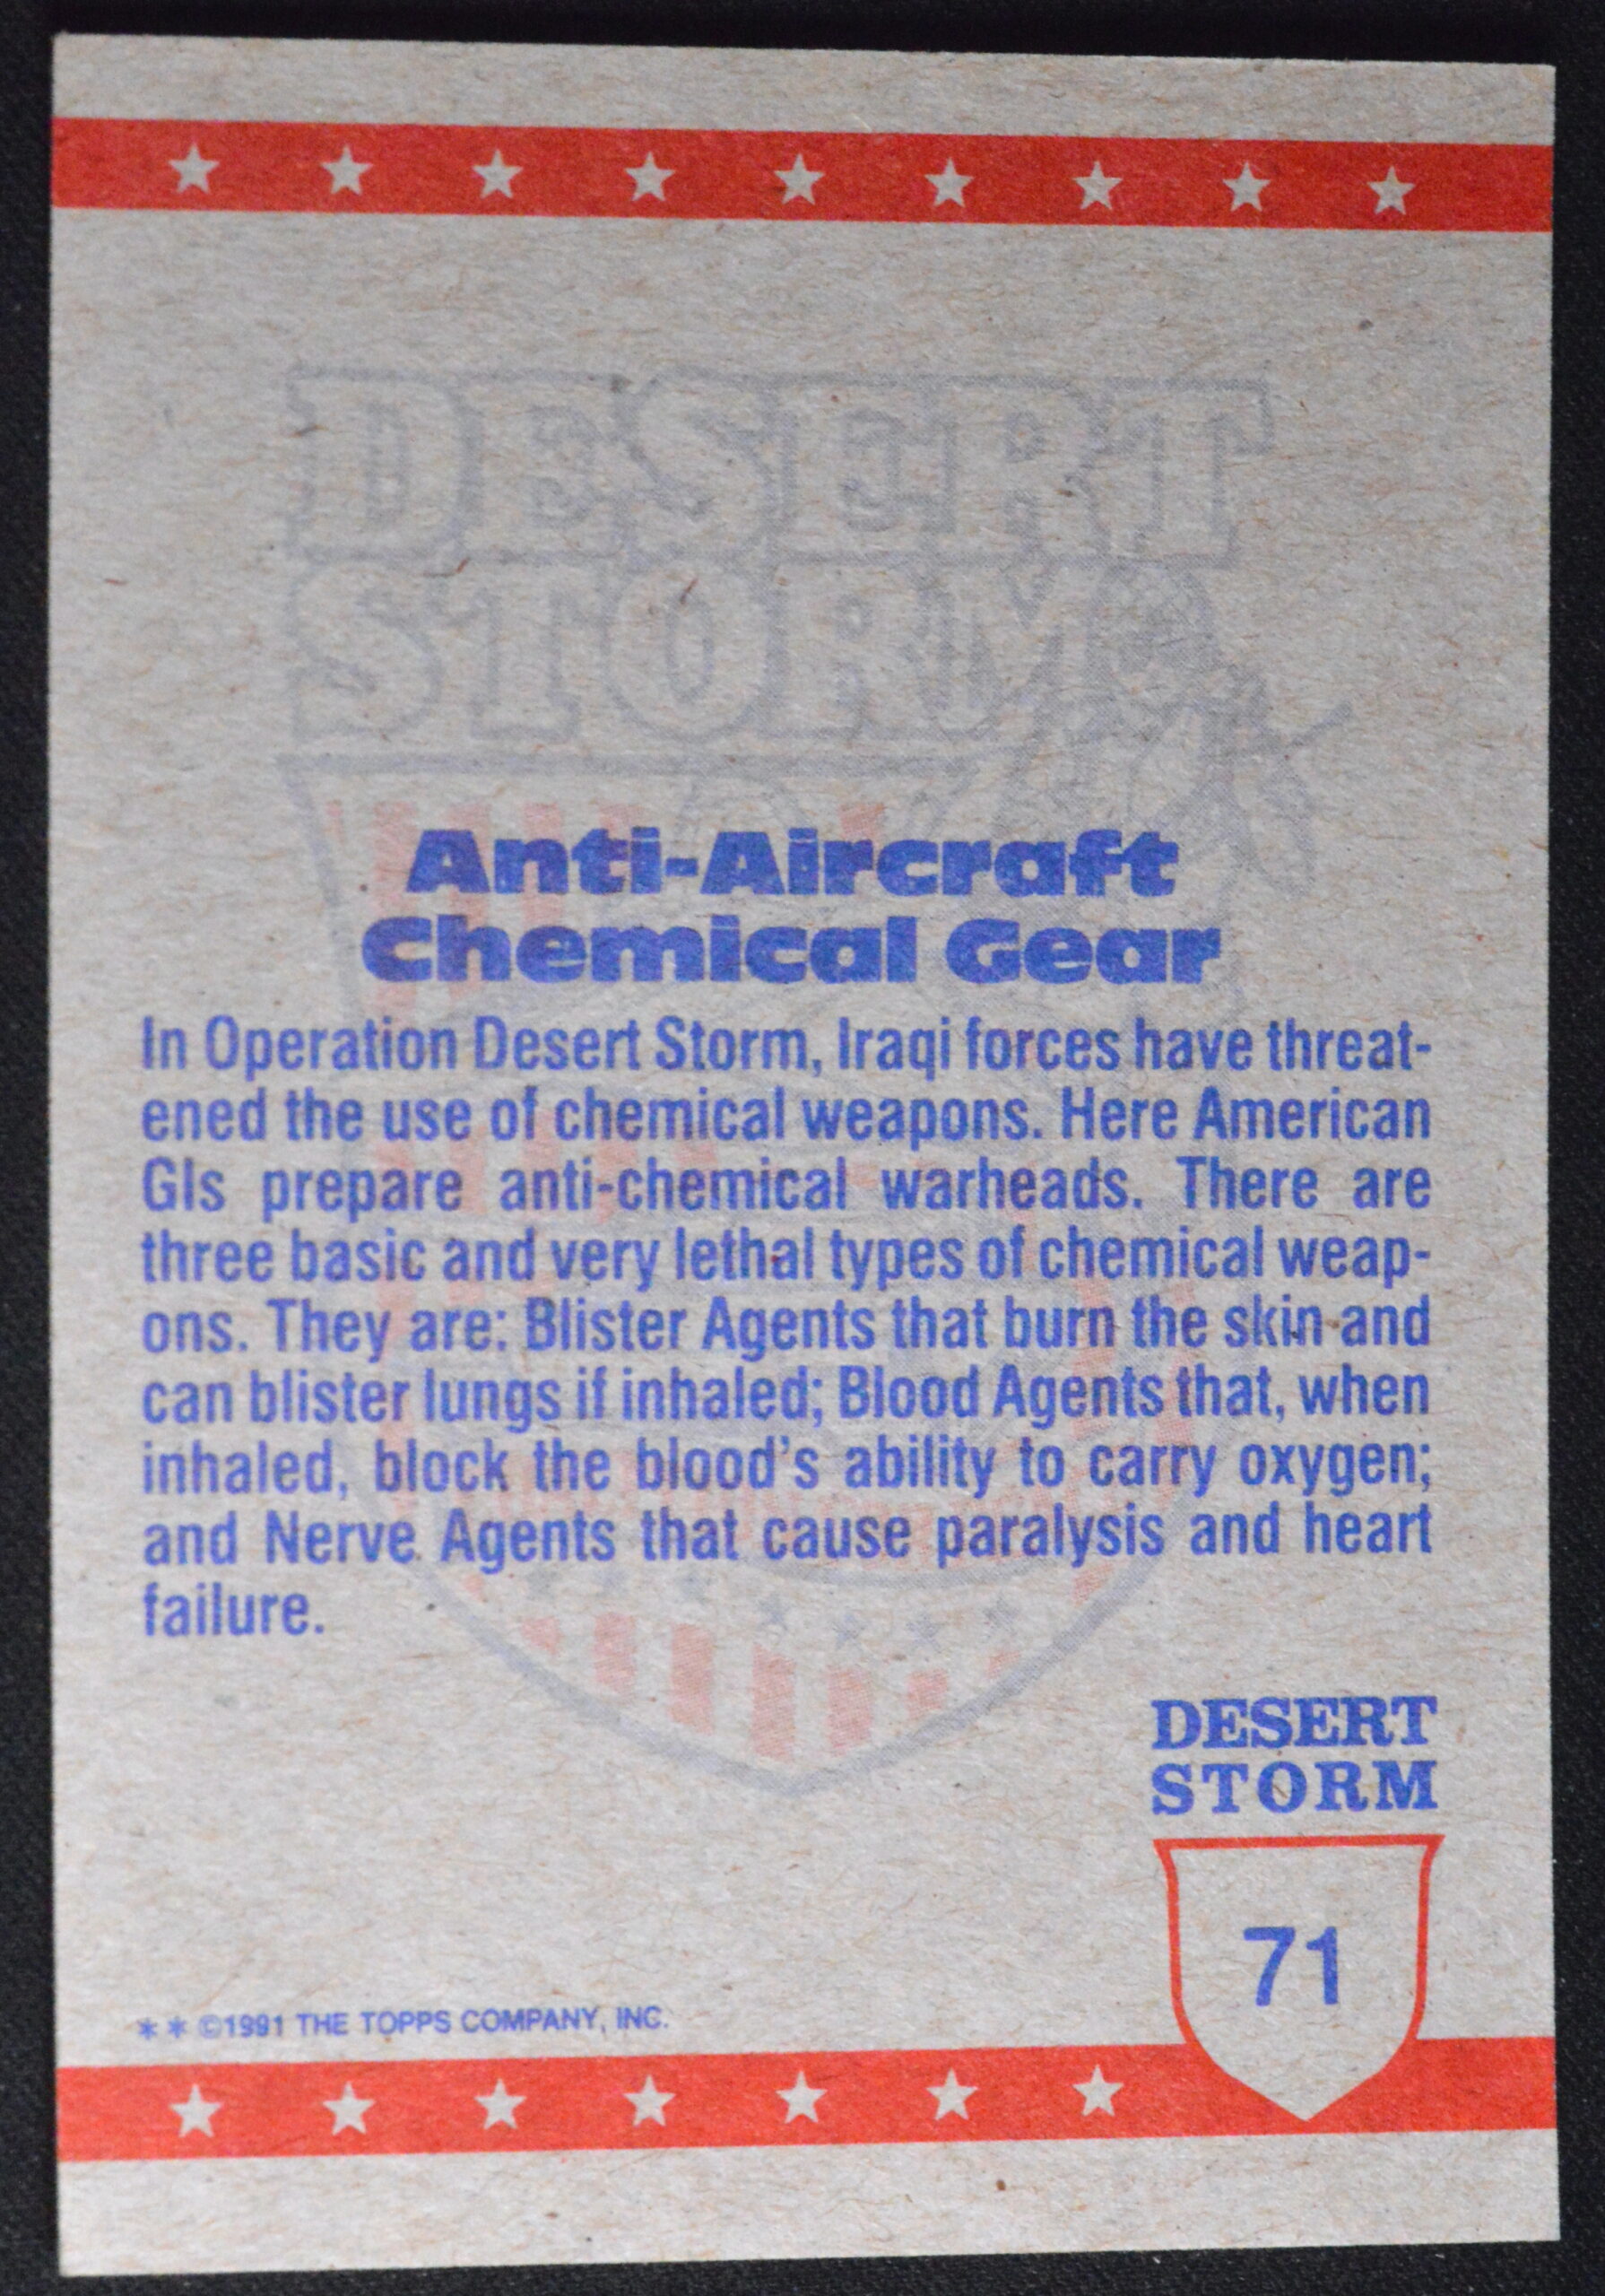 DESERT
STORM
Anti-Aircraft
Chemical Gear
In Operation Desert Storm, Iraqi forces have threat-
ened the use of chemical weapons. Here American
GIs prepare anti-chemical warheads. There are
three basic and very lethal types of chemical weap-
ons. They are: Blister Agents that burn the skin and
can blister lungs if inhaled; Blood Agents that, when
inhaled, block the blood's ability to carry oxygen;
and Nerve Agents that cause paralysis and heart
failure.
DESERT
STORM
71
* * ©1991 THE TOPPS COMPANY, INC.